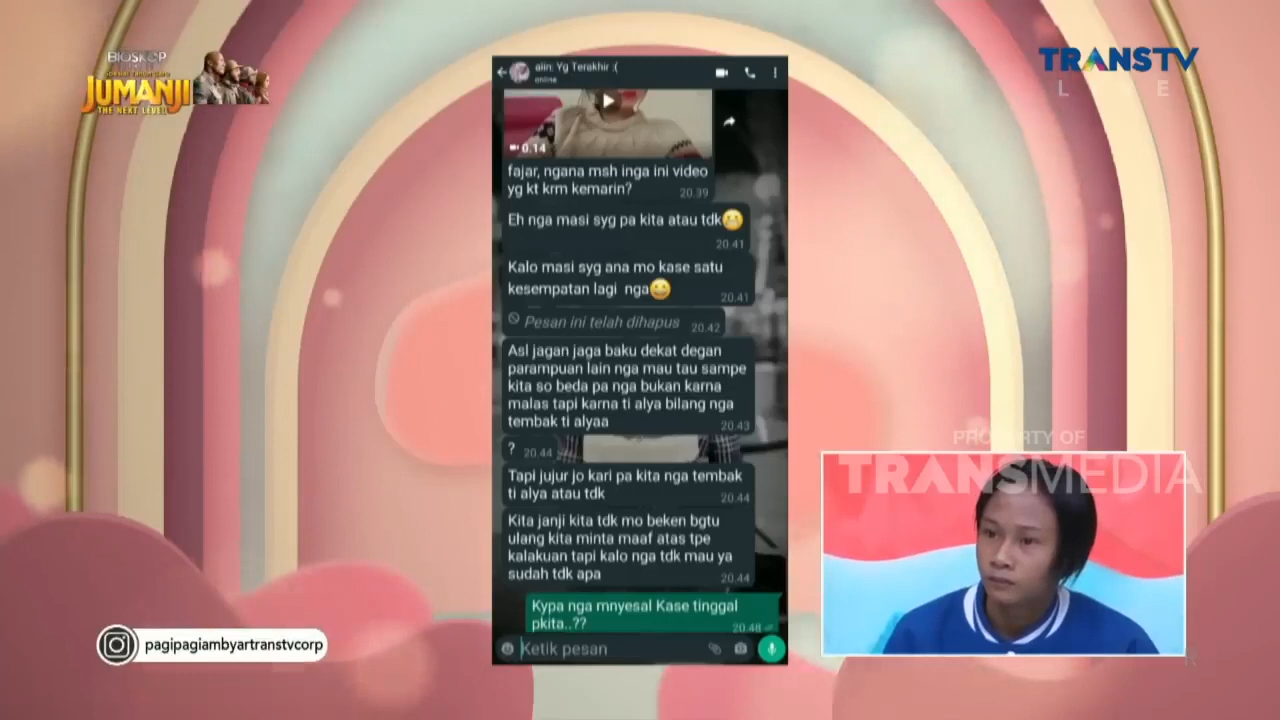 BIOSKOP
Spesial Tahun Baru
JUMANJI
THE NEXT LEVEL
TRANSTV
LIVE
aiin: Yg Terakhir :(
online
0.14
fajar, ngana msh inga ini video
yg kt krm kemarin?
20.39
Eh nga masi syg pa kita atau tdk😬
20.41
Kalo masi syg ana mo kase satu
kesempatan lagi nga😀
20.41
Pesan ini telah dihapus
20.42
Asl jagan jaga baku dekat degan
parampuan lain nga mau tau sampe
kita so beda pa nga bukan karna
malas tapi karna ti alya bilang nga
tembak ti alyaa
20.43
?
20.44
Tapi jujur jo kari pa kita nga tembak
ti alya atau tdk
20.44
Kita janji kita tdk mo beken bgtu
ulang kita minta maaf atas tpe
kalakuan tapi kalo nga tdk mau ya
sudah tdk apa
20.44
Kypa nga mnyesal Kase tinggal
pkita..??
20.48
Ketik pesan
PROPERTY OF
TRANSMEDIA
pagipagiambyartranstvcorp
R